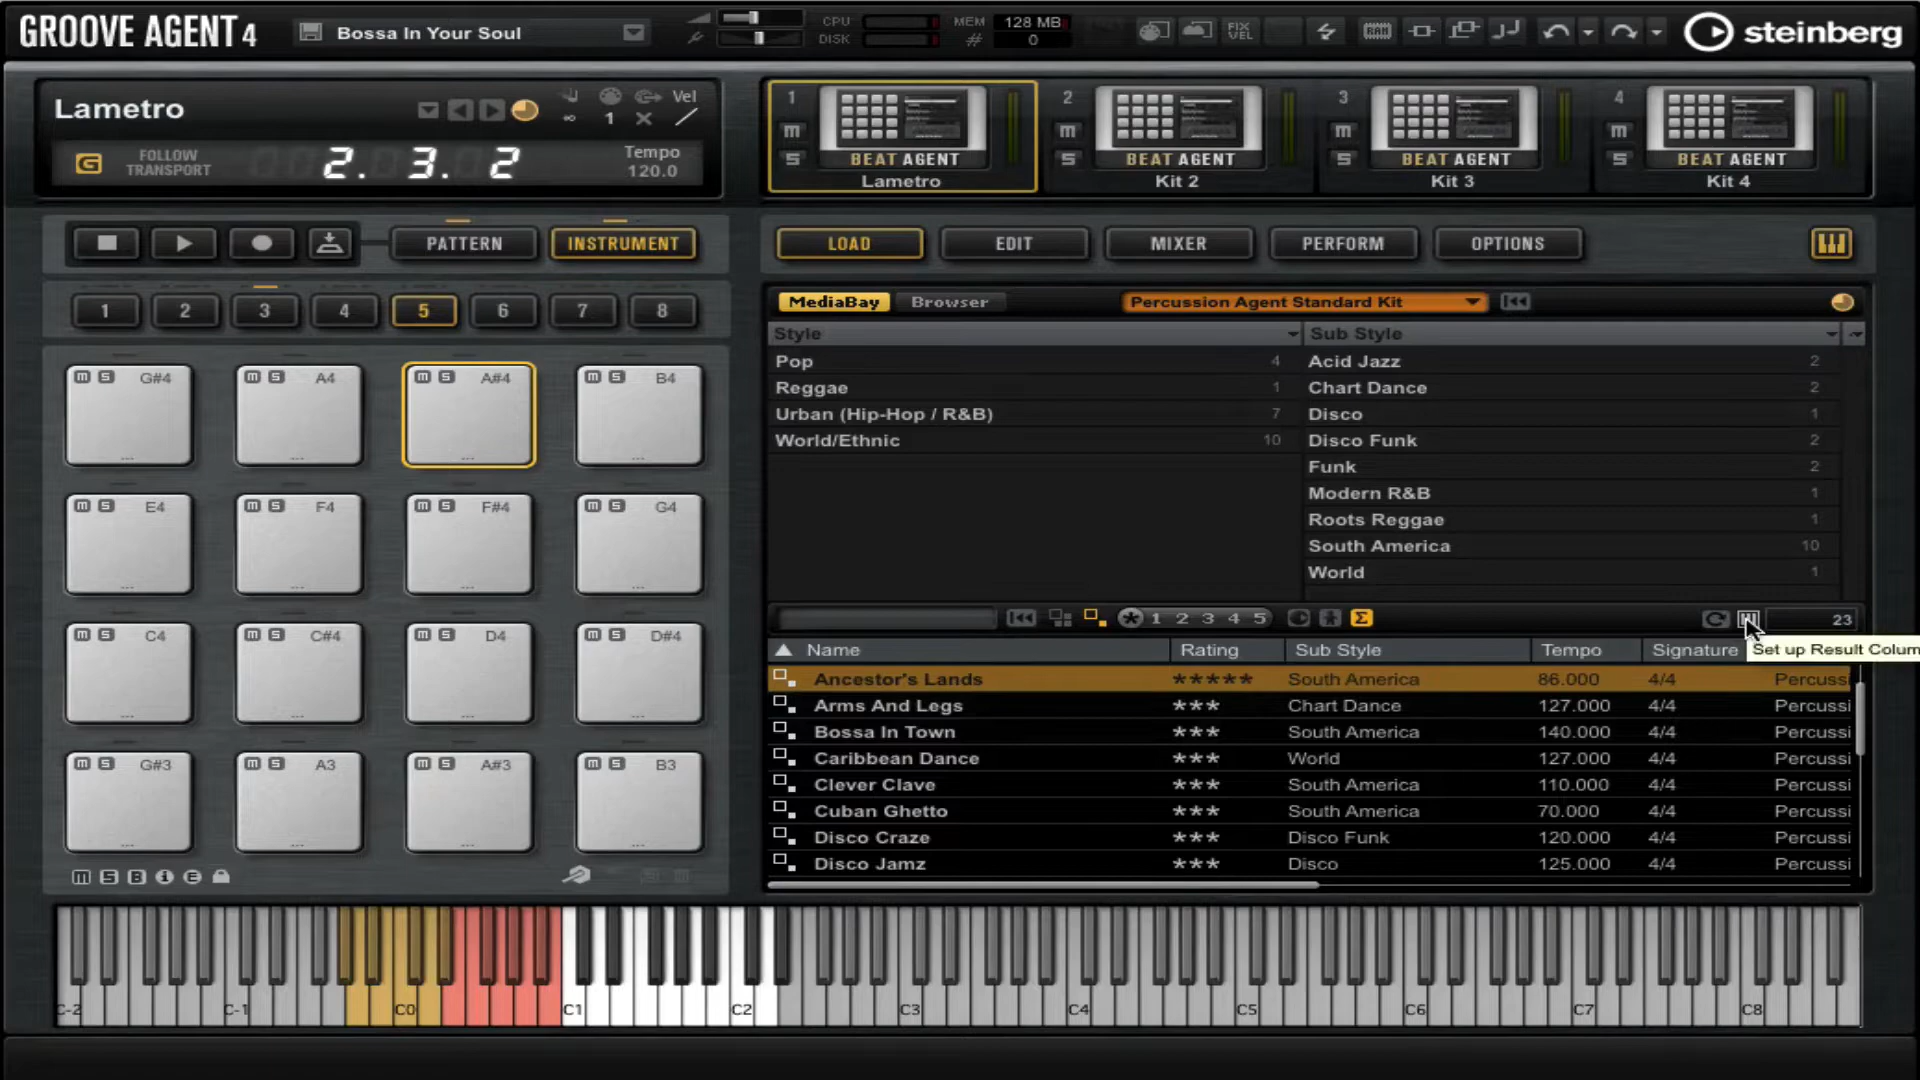 GROOVE AGENT 4
Bossa In Your Soul
CPU
DISK
MEM
#
128 MB
0
FIX
VEL
RAM
steinberg
Lametro
1
Vel
G
FOLLOW
TRANSPORT
2. 3. 2
Tempo
120.0
1
m
S
BEAT AGENT
Lametro
2
m
S
BEAT AGENT
Kit 2
3
m
S
BEAT AGENT
Kit 3
4
m
S
BEAT AGENT
Kit 4
PATTERN
INSTRUMENT
LOAD
EDIT
MIXER
PERFORM
OPTIONS
1 2 3 4 5 6 7 8
m S G#4
m S A4
m S A#4
m S B4
m S E4
m S F4
m S F#4
m S G4
m S C4
m S C#4
m S D4
m S D#4
m S G#3
m S A3
m S A#3
m S B3
m S B i E
MediaBay
Browser
Percussion Agent Standard Kit
Style
Sub Style
Pop 4
Reggae 1
Urban (Hip-Hop / R&B) 7
World/Ethnic 10
Acid Jazz 2
Chart Dance 2
Disco 1
Disco Funk 2
Funk 2
Modern R&B 1
Roots Reggae 1
South America 10
World 1
* 1 2 3 4 5
Σ
23
Name Rating Sub Style Tempo Signature
Set up Result Colum
Ancestor's Lands ***** South America 86.000 4/4 Percussi
Arms And Legs *** Chart Dance 127.000 4/4 Percussi
Bossa In Town *** South America 140.000 4/4 Percussi
Caribbean Dance *** World 127.000 4/4 Percussi
Clever Clave *** South America 110.000 4/4 Percussi
Cuban Ghetto *** South America 70.000 4/4 Percussi
Disco Craze *** Disco Funk 120.000 4/4 Percussi
Disco Jamz *** Disco 125.000 4/4 Percussi
C-2 C-1 C0 C1 C2 C3 C4 C5 C6 C7 C8